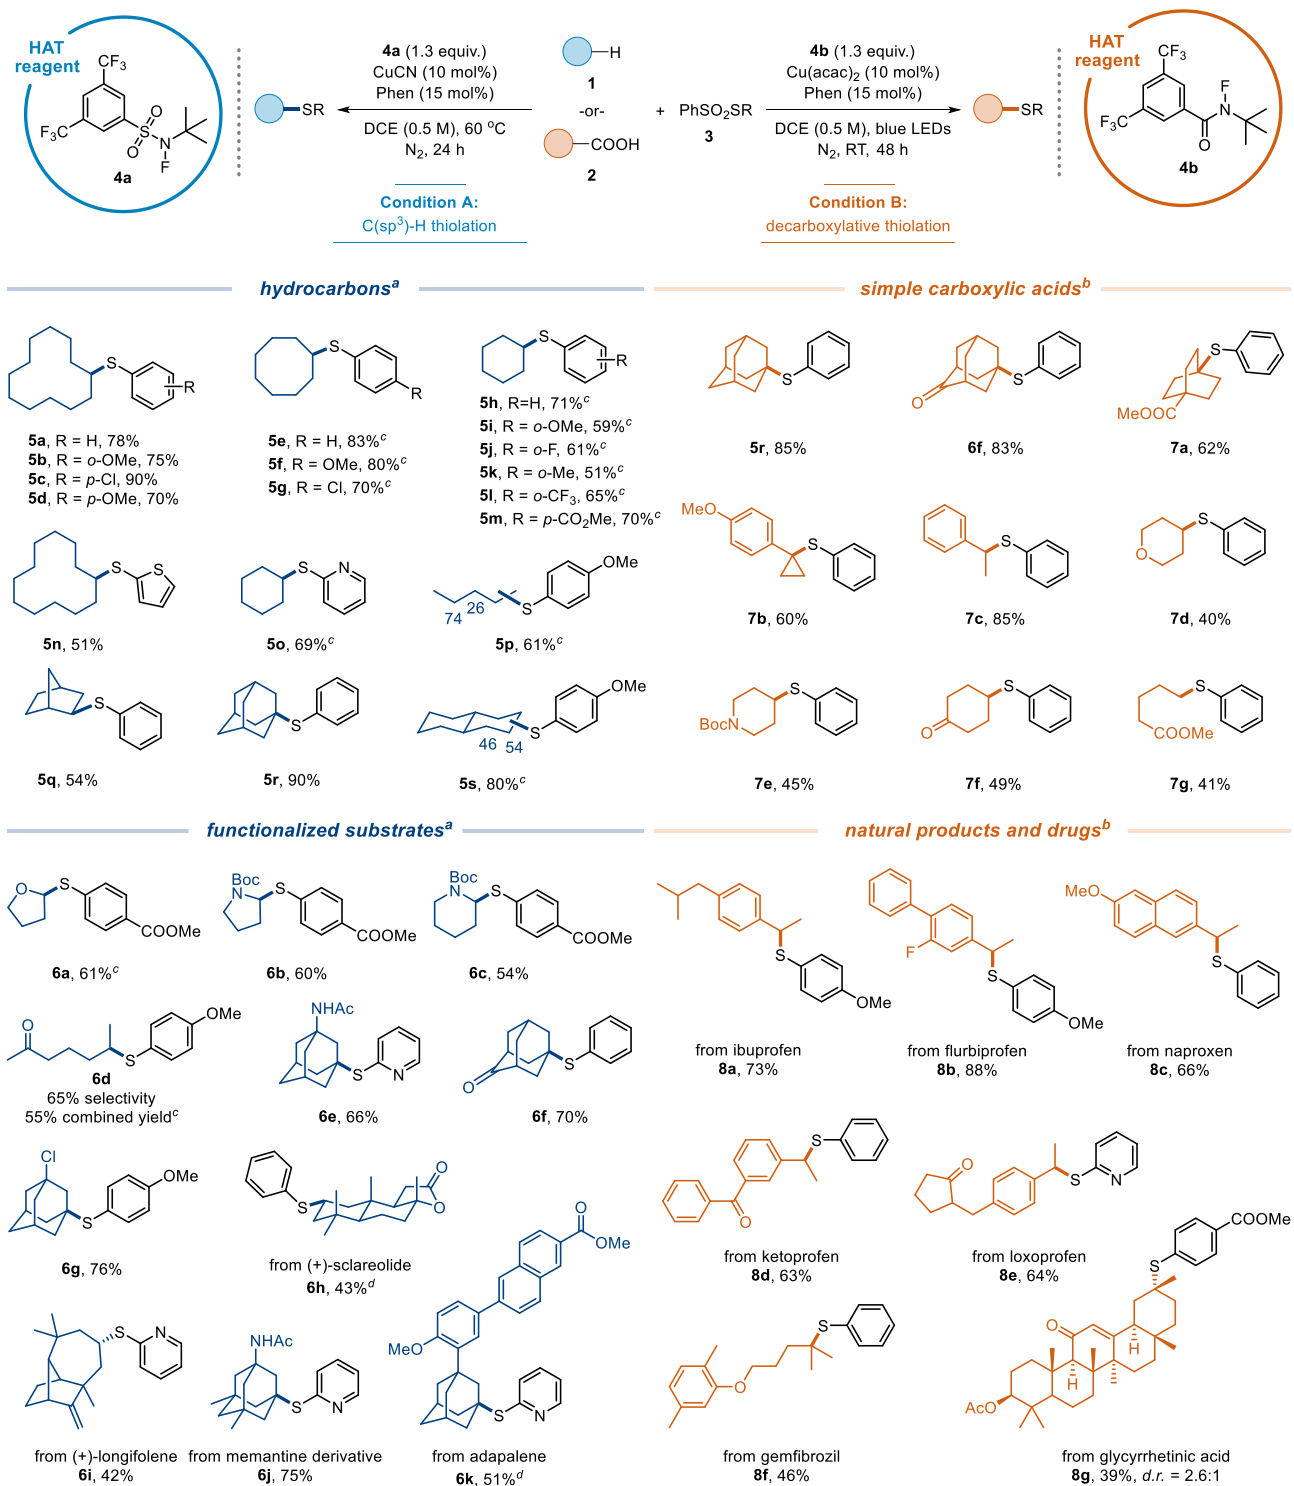 HAT
reagent
CF3
F3C
O
S
O
N
F
4a
SR
4a (1.3 equiv.)
CuCN (10 mol%)
Phen (15 mol%)
DCE (0.5 M), 60 °C
N2, 24 h
H
1
-or-
COOH
2
+
PhSO2SR
3
4b (1.3 equiv.)
Cu(acac)2 (10 mol%)
Phen (15 mol%)
DCE (0.5 M), blue LEDs
N2, RT, 48 h
SR
HAT
reagent
CF3
F3C
F
N
O
4b
Condition A:
C(sp3)-H thiolation
Condition B:
decarboxylative thiolation
hydrocarbonsa
simple carboxylic acidsb
S
R
5a, R = H, 78%
5b, R = o-OMe, 75%
5c, R = p-Cl, 90%
5d, R = p-OMe, 70%
S
R
5e, R = H, 83%c
5f, R = OMe, 80%c
5g, R = Cl, 70%c
S
R
5h, R=H, 71%c
5i, R = o-OMe, 59%c
5j, R = o-F, 61%c
5k, R = o-Me, 51%c
5l, R = o-CF3, 65%c
5m, R = p-CO2Me, 70%c
S
5r, 85%
O
S
6f, 83%
S
MeOOC
7a, 62%
S
S
5n, 51%
S
N
5o, 69%c
74
26
S
OMe
5p, 61%c
MeO
S
7b, 60%
S
7c, 85%
O
S
7d, 40%
S
5q, 54%
S
5r, 90%
46
54
S
OMe
5s, 80%c
BocN
S
7e, 45%
O
S
7f, 49%
S
COOMe
7g, 41%
functionalized substratesa
natural products and drugsb
O
S
COOMe
6a, 61%c
Boc
N
S
COOMe
6b, 60%
Boc
N
S
COOMe
6c, 54%
S
OMe
from ibuprofen
8a, 73%
F
S
OMe
from flurbiprofen
8b, 88%
MeO
S
from naproxen
8c, 66%
O
S
OMe
6d
65% selectivity
55% combined yieldc
NHAc
S
N
6e, 66%
O
S
6f, 70%
Cl
S
OMe
6g, 76%
S
O
O
from (+)-sclareolide
6h, 43%d
O
S
from ketoprofen
8d, 63%
O
S
N
from loxoprofen
8e, 64%
S
N
from (+)-longifolene
6i, 42%
NHAc
S
N
from memantine derivative
6j, 75%
O
OMe
MeO
S
N
from adapalene
6k, 51%d
O
S
from gemfibrozil
8f, 46%
COOMe
S
O
H
H
AcO
from glycyrrhetinic acid
8g, 39%, d.r. = 2.6:1